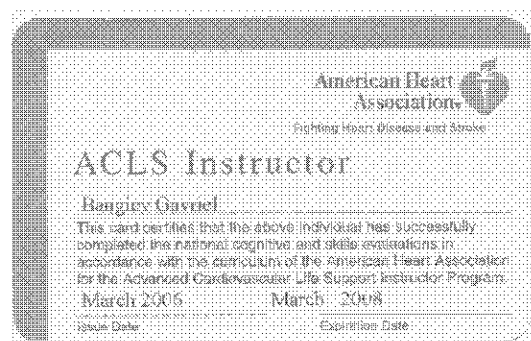 American Heart
Association®
Fighting Heart Disease and Stroke
ACLS Instructor
Bangiev Gavriel
This card certifies that the above individual has successfully
completed the national cognitive and skills evaluations in
accordance with the curriculum of the American Heart Association
for the Advanced Cardiovascular Life Support Instructor Program.
March 2006 March 2008
Issue Date Expiration Date